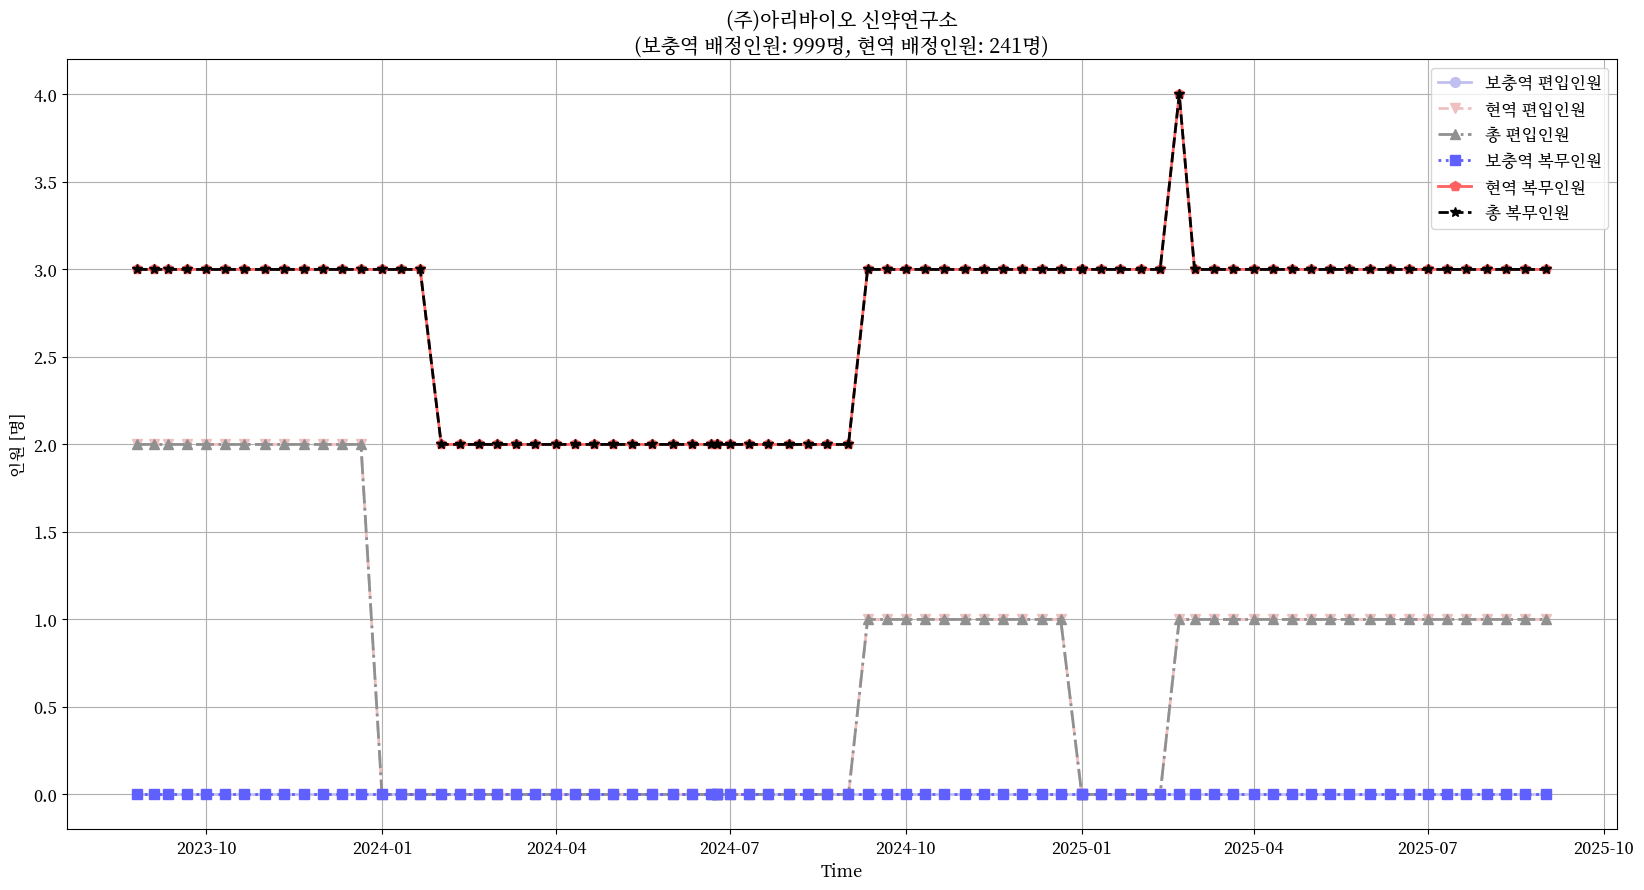 (주)아리바이오 신약연구소
(보충역 배정인원: 999명, 현역 배정인원: 241명)
보충역 편입인원
현역 편입인원
총 편입인원
보충역 복무인원
현역 복무인원
총 복무인원
인원 [명]
4.0
3.5
3.0
2.5
2.0
1.5
1.0
0.5
0.0
2023-10
2024-01
2024-04
2024-07
2024-10
2025-01
2025-04
2025-07
2025-10
Time